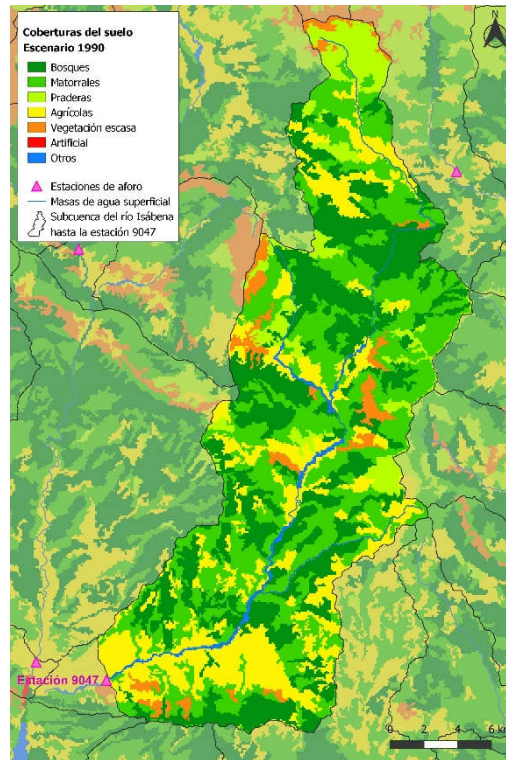 Coberturas del suelo
Escenario 1990
Bosques
Matorrales
Praderas
Agrícolas
Vegetación escasa
Artificial
Otros
Estaciones de aforo
Masas de agua superficial
Subcuenca del río Isábena
hasta la estación 9047
N
Estación 9047
0 2 4 6 km